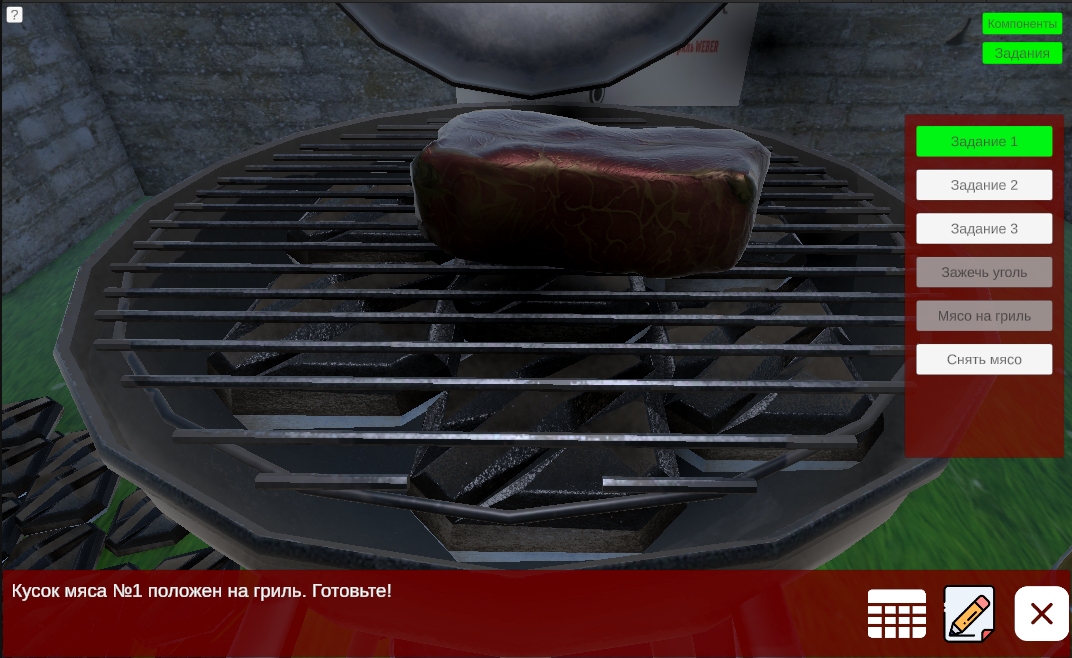 ?
Компоненты
Задания
WEBER
Задание 1
Задание 2
Задание 3
Зажечь уголь
Мясо на гриль
Снять мясо
Кусок мяса №1 положен на гриль. Готовьте!